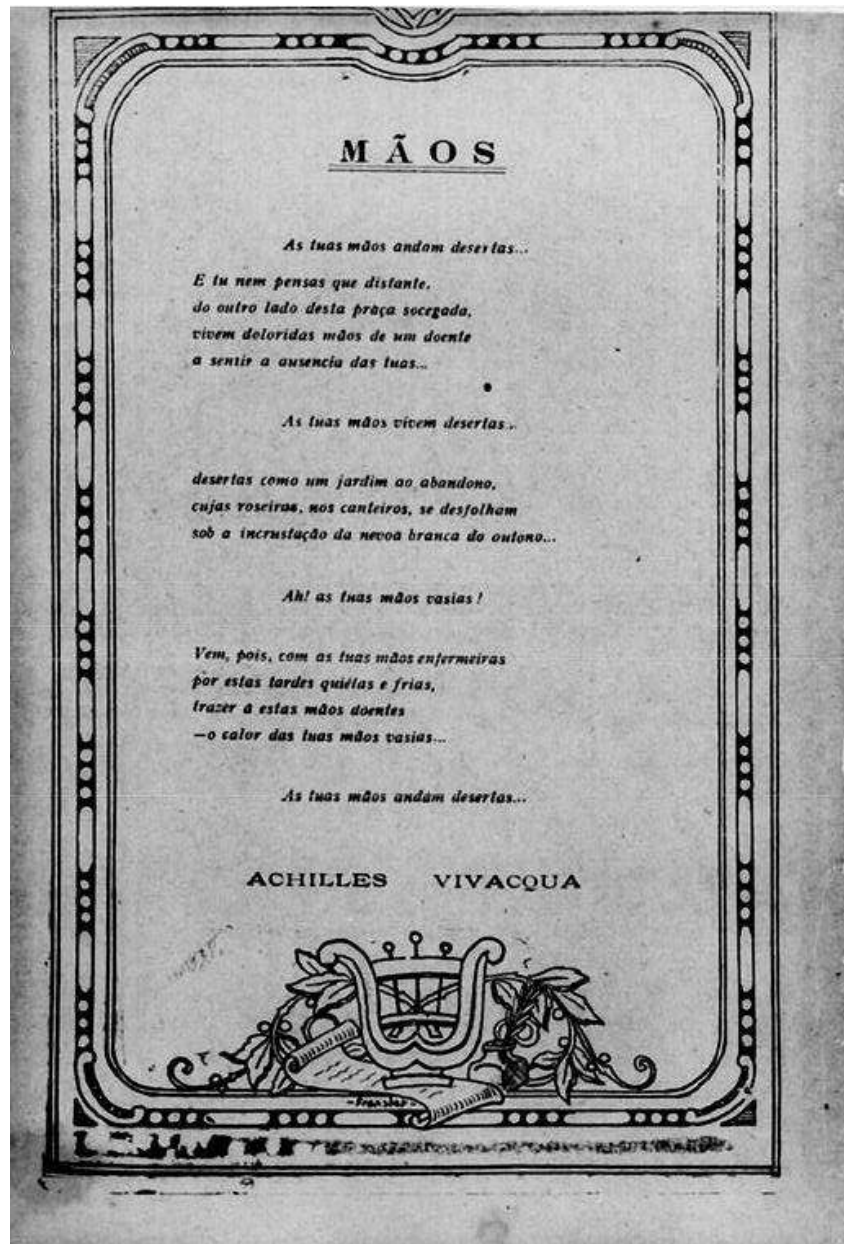 MÃOS
As tuas mãos andam desertas...
E tu nem pensas que distante,
do outro lado desta praça socegada,
vivem doloridas mãos de um doente
a sentir a ausencia das tuas...
As tuas mãos vivem desertas...
desertas como um jardim ao abandono,
cujas roseiras, nos canteiros, se desfolham
sob a incrustação da nevoa branca do outono...
Ah! as tuas mãos vasias!
Vem, pois, com as tuas mãos enfermeiras
por estas tardes quiétas e frias,
trazer á estas mãos doentes
—o calor das tuas mãos vasias...
As tuas mãos andam desertas...
ACHILLES VIVACQUA